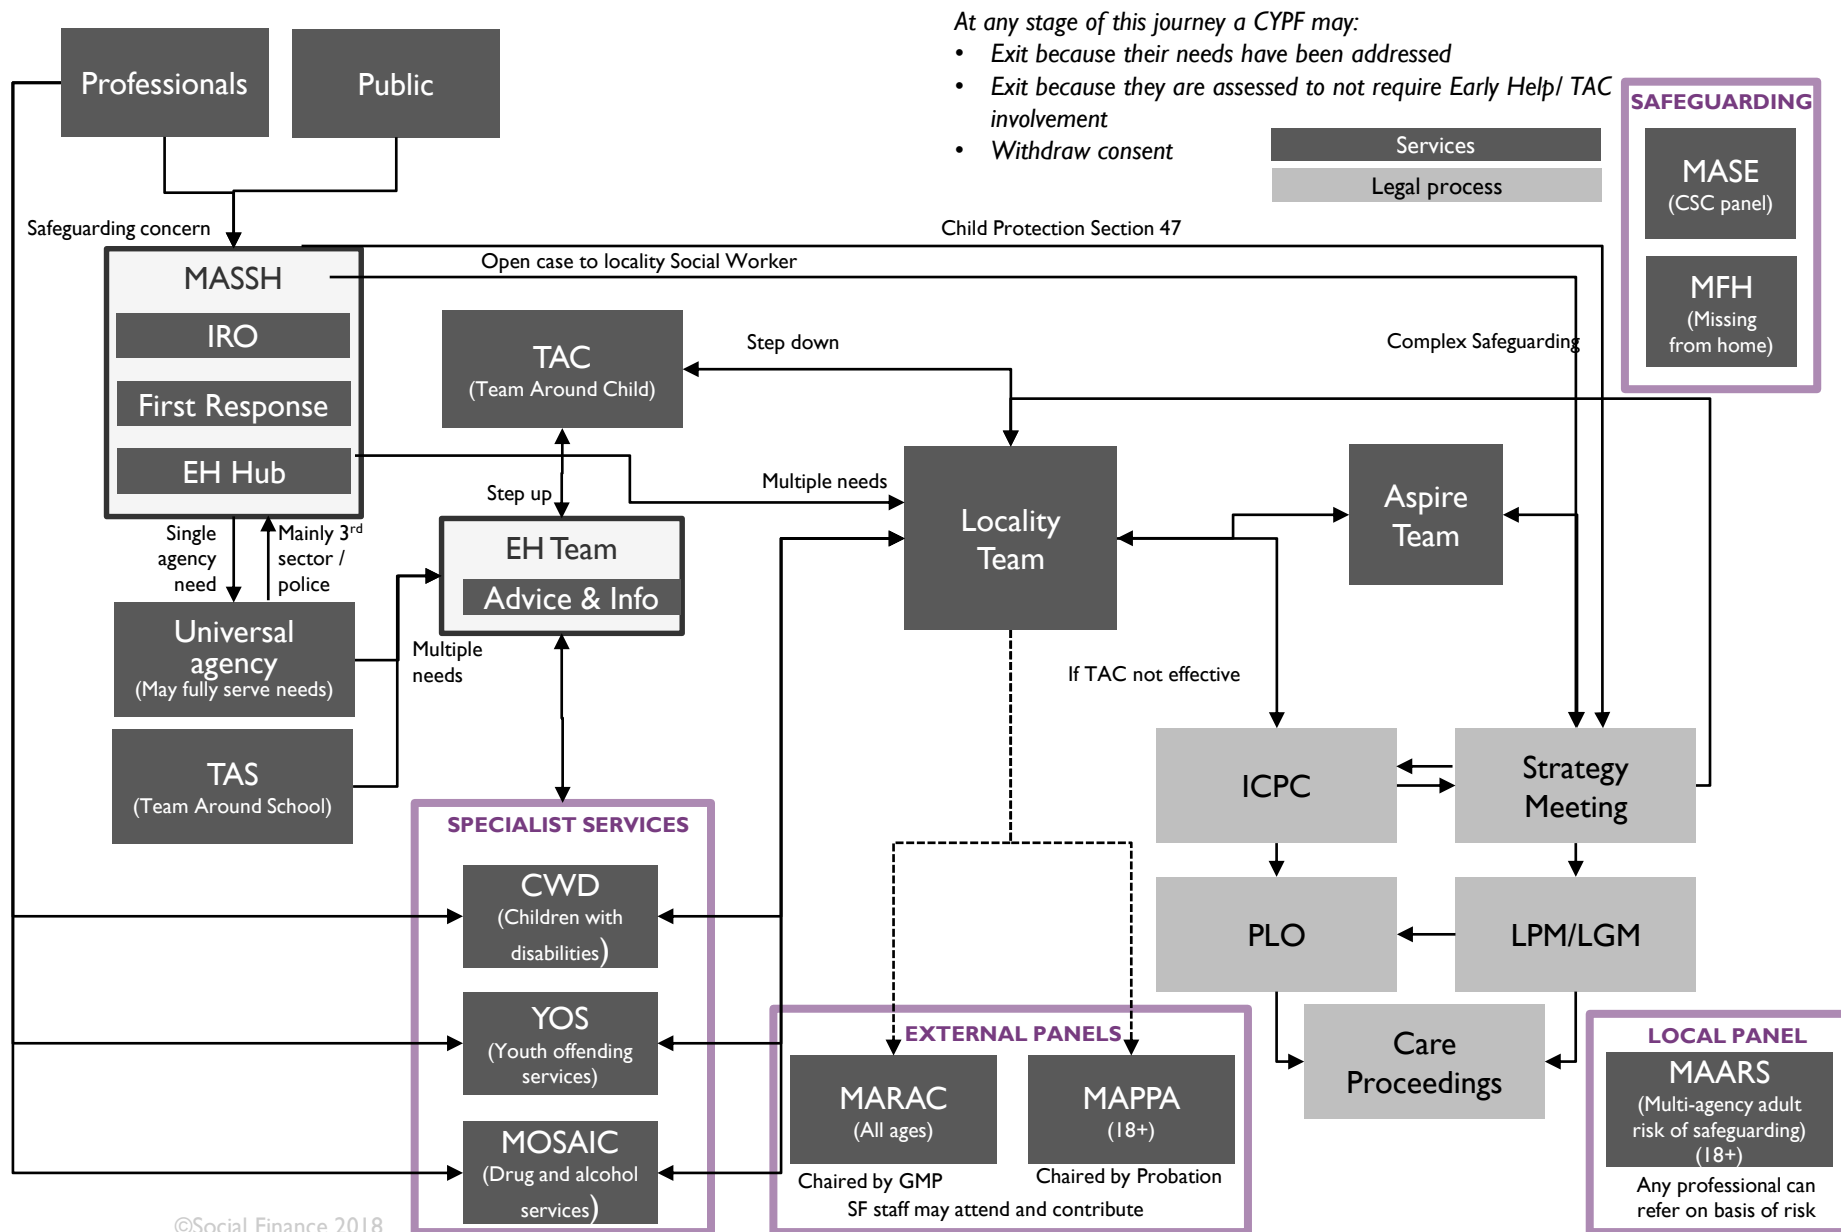 At any stage of this journey a CYPF may:
• Exit because their needs have been addressed
• Exit because they are assessed to not require Early Help/ TAC
involvement
• Withdraw consent
Services
Legal process
Professionals
Public
SAFEGUARDING
MASE
(CSC panel)
MFH
(Missing
from home)
Safeguarding concern
Child Protection Section 47
Open case to locality Social Worker
MASSH
IRO
First Response
EH Hub
TAC
(Team Around Child)
Step down
Complex Safeguarding
Step up
Multiple needs
Locality
Team
Aspire
Team
Single
agency
need
Mainly 3rd
sector /
police
EH Team
Advice & Info
Universal
agency
(May fully serve needs)
Multiple
needs
If TAC not effective
TAS
(Team Around School)
ICPC
Strategy
Meeting
SPECIALIST SERVICES
CWD
(Children with
disabilities)
YOS
(Youth offending
services)
MOSAIC
(Drug and alcohol
services)
PLO
LPM/LGM
Care
Proceedings
EXTERNAL PANELS
MARAC
(All ages)
MAPPA
(18+)
Chaired by GMP
Chaired by Probation
SF staff may attend and contribute
LOCAL PANEL
MAARS
(Multi-agency adult
risk of safeguarding)
(18+)
Any professional can
refer on basis of risk
©Social Finance 2018